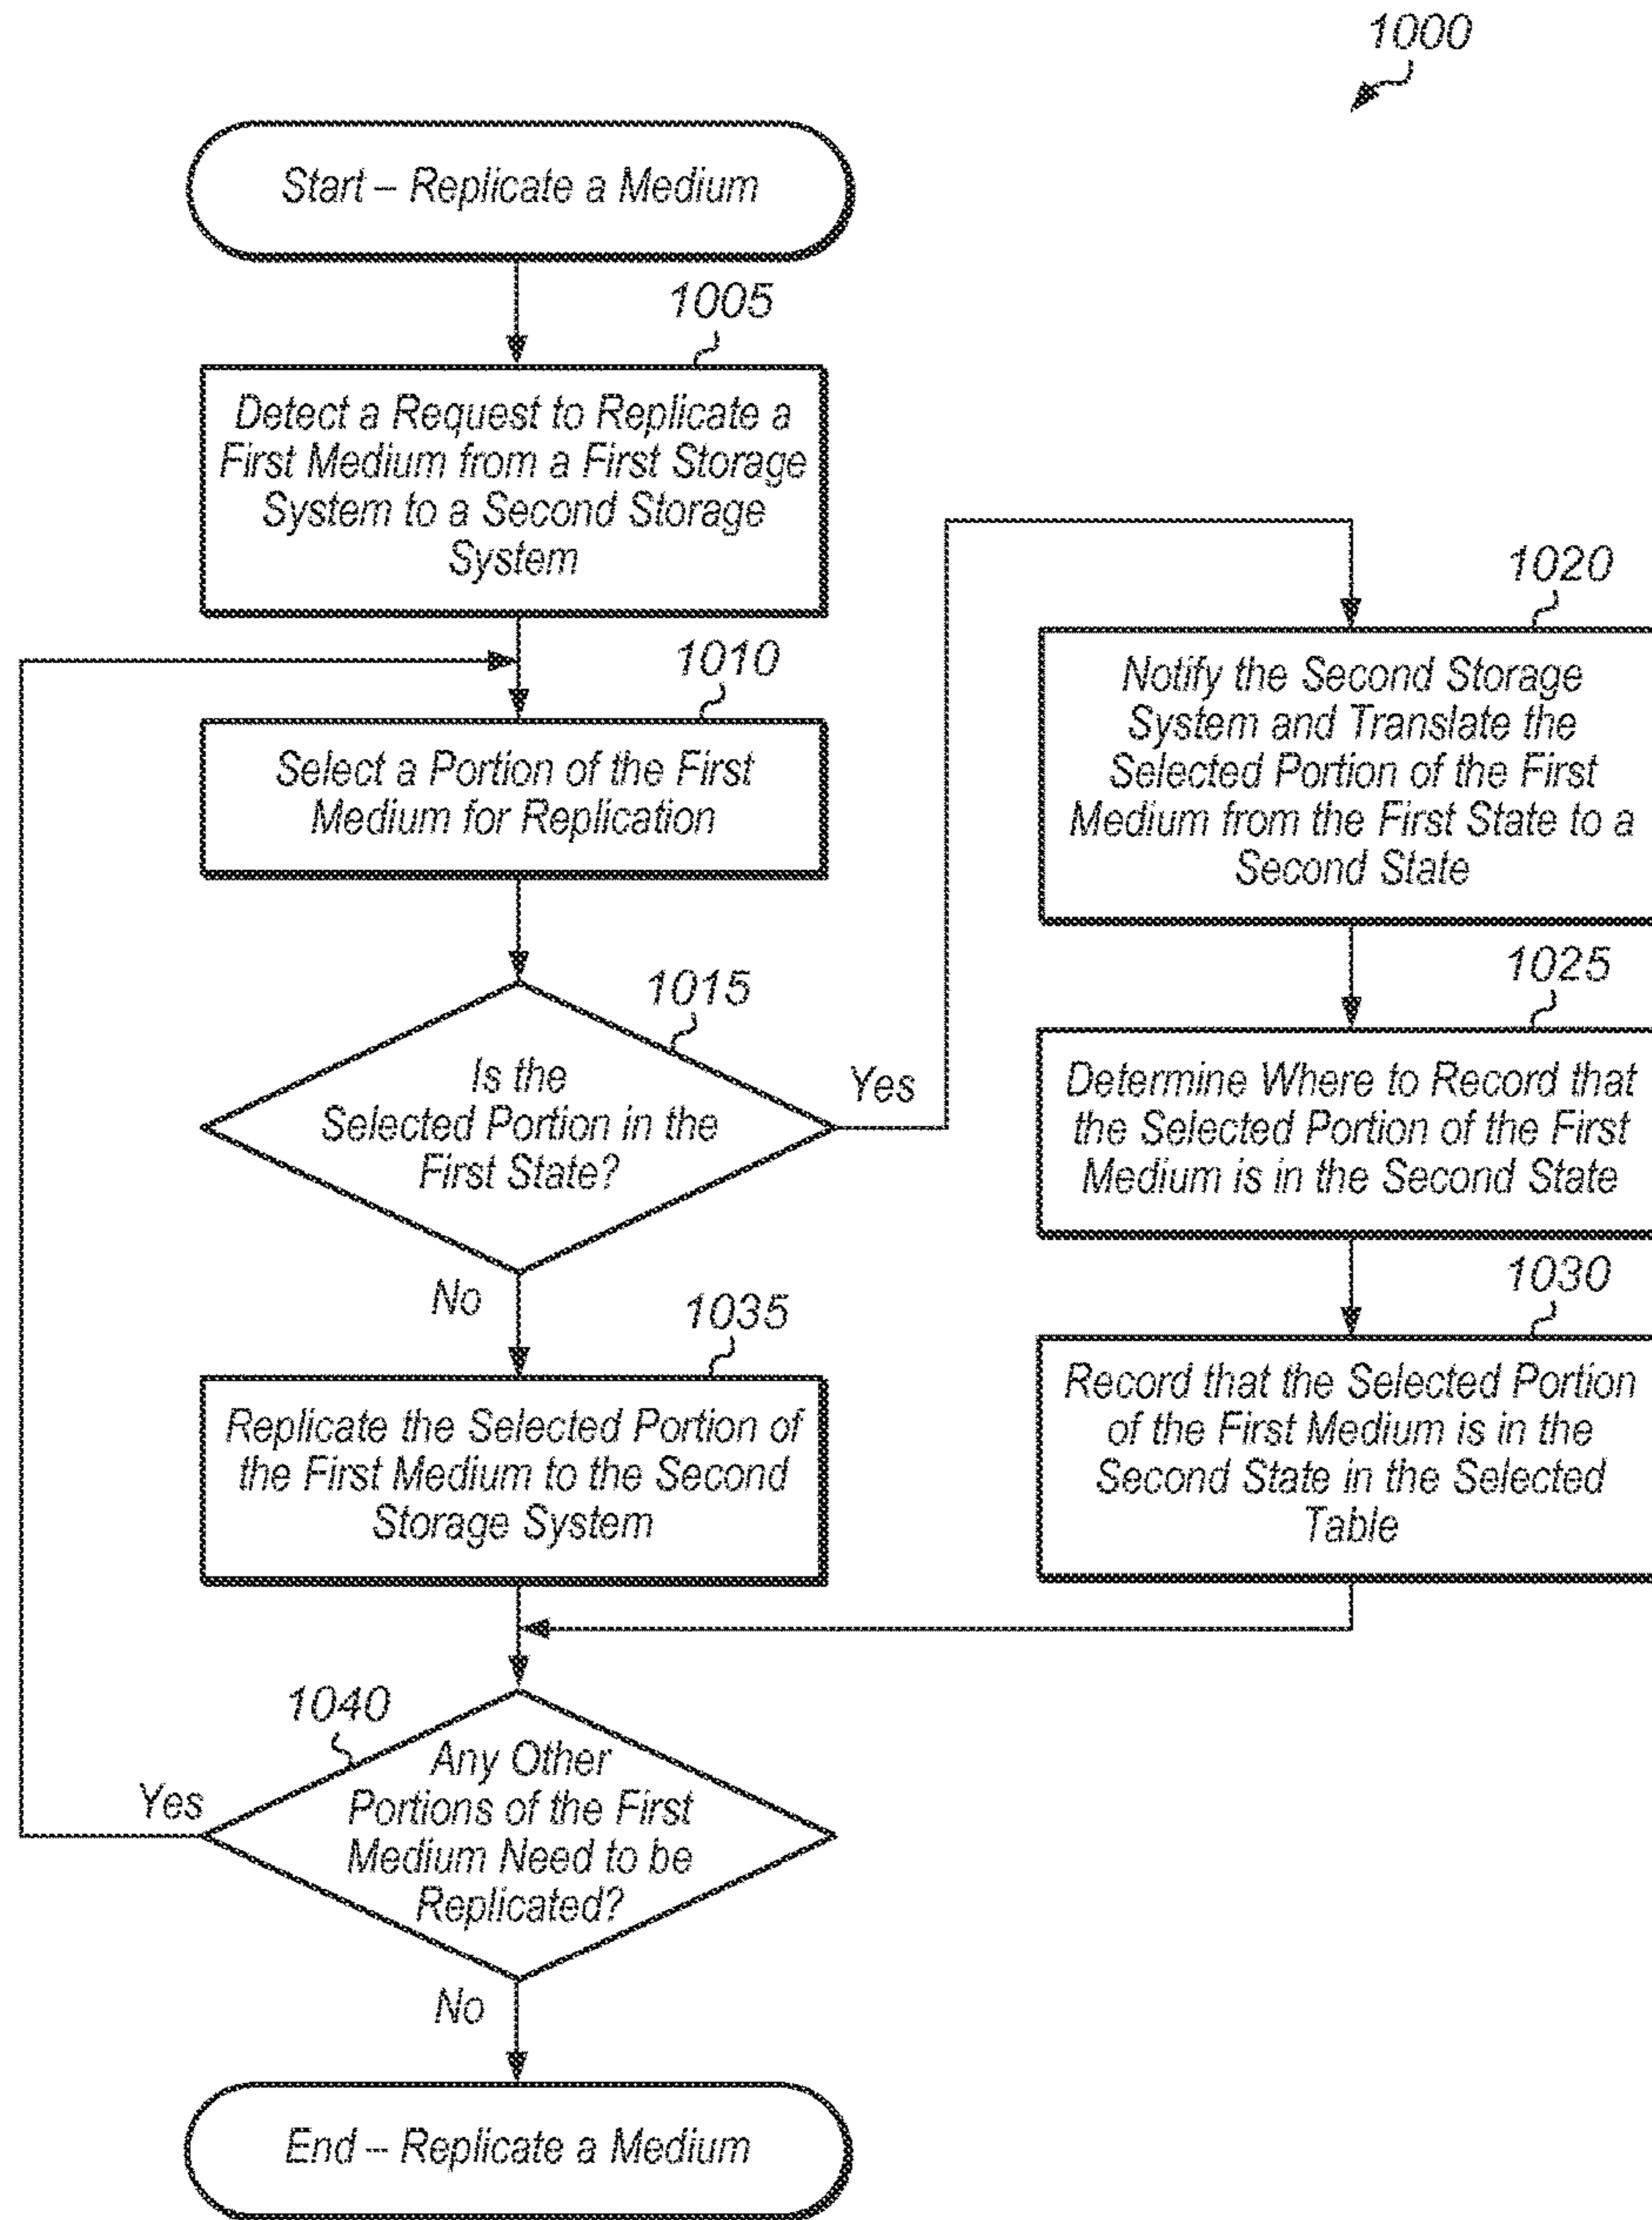 1000
Start – Replicate a Medium
1005
Detect a Request to Replicate a
First Medium from a First Storage
System to a Second Storage
System
1010
Select a Portion of the First
Medium for Replication
1015
Is the
Selected Portion in the
First State?
Yes
No
1020
Notify the Second Storage
System and Translate the
Selected Portion of the First
Medium from the First State to a
Second State
1025
Determine Where to Record that
the Selected Portion of the First
Medium is in the Second State
1030
Record that the Selected Portion
of the First Medium is in the
Second State in the Selected
Table
1035
Replicate the Selected Portion of
the First Medium to the Second
Storage System
1040
Any Other
Portions of the First
Medium Need to be
Replicated?
Yes
No
End -- Replicate a Medium